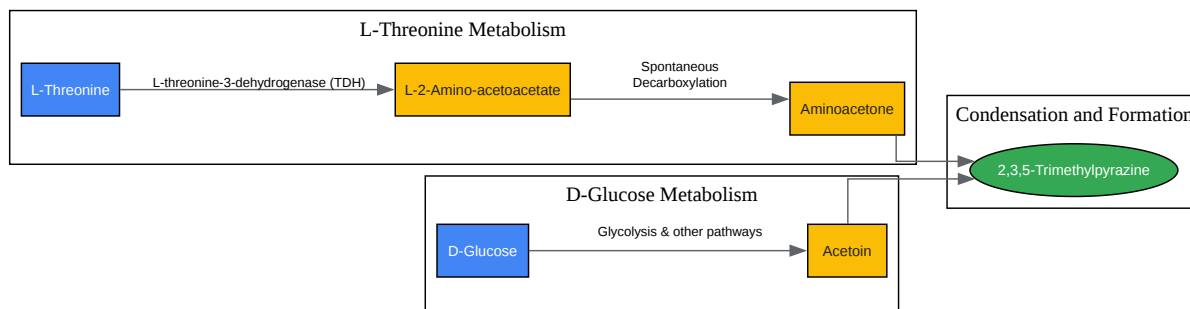 L-Threonine Metabolism
L-Threonine
L-threonine-3-dehydrogenase (TDH)
L-2-Amino-acetoacetate
Spontaneous
Decarboxylation
Aminoacetone
Condensation and Formation
2,3,5-Trimethylpyrazine
D-Glucose Metabolism
D-Glucose
Glycolysis & other pathways
Acetoin